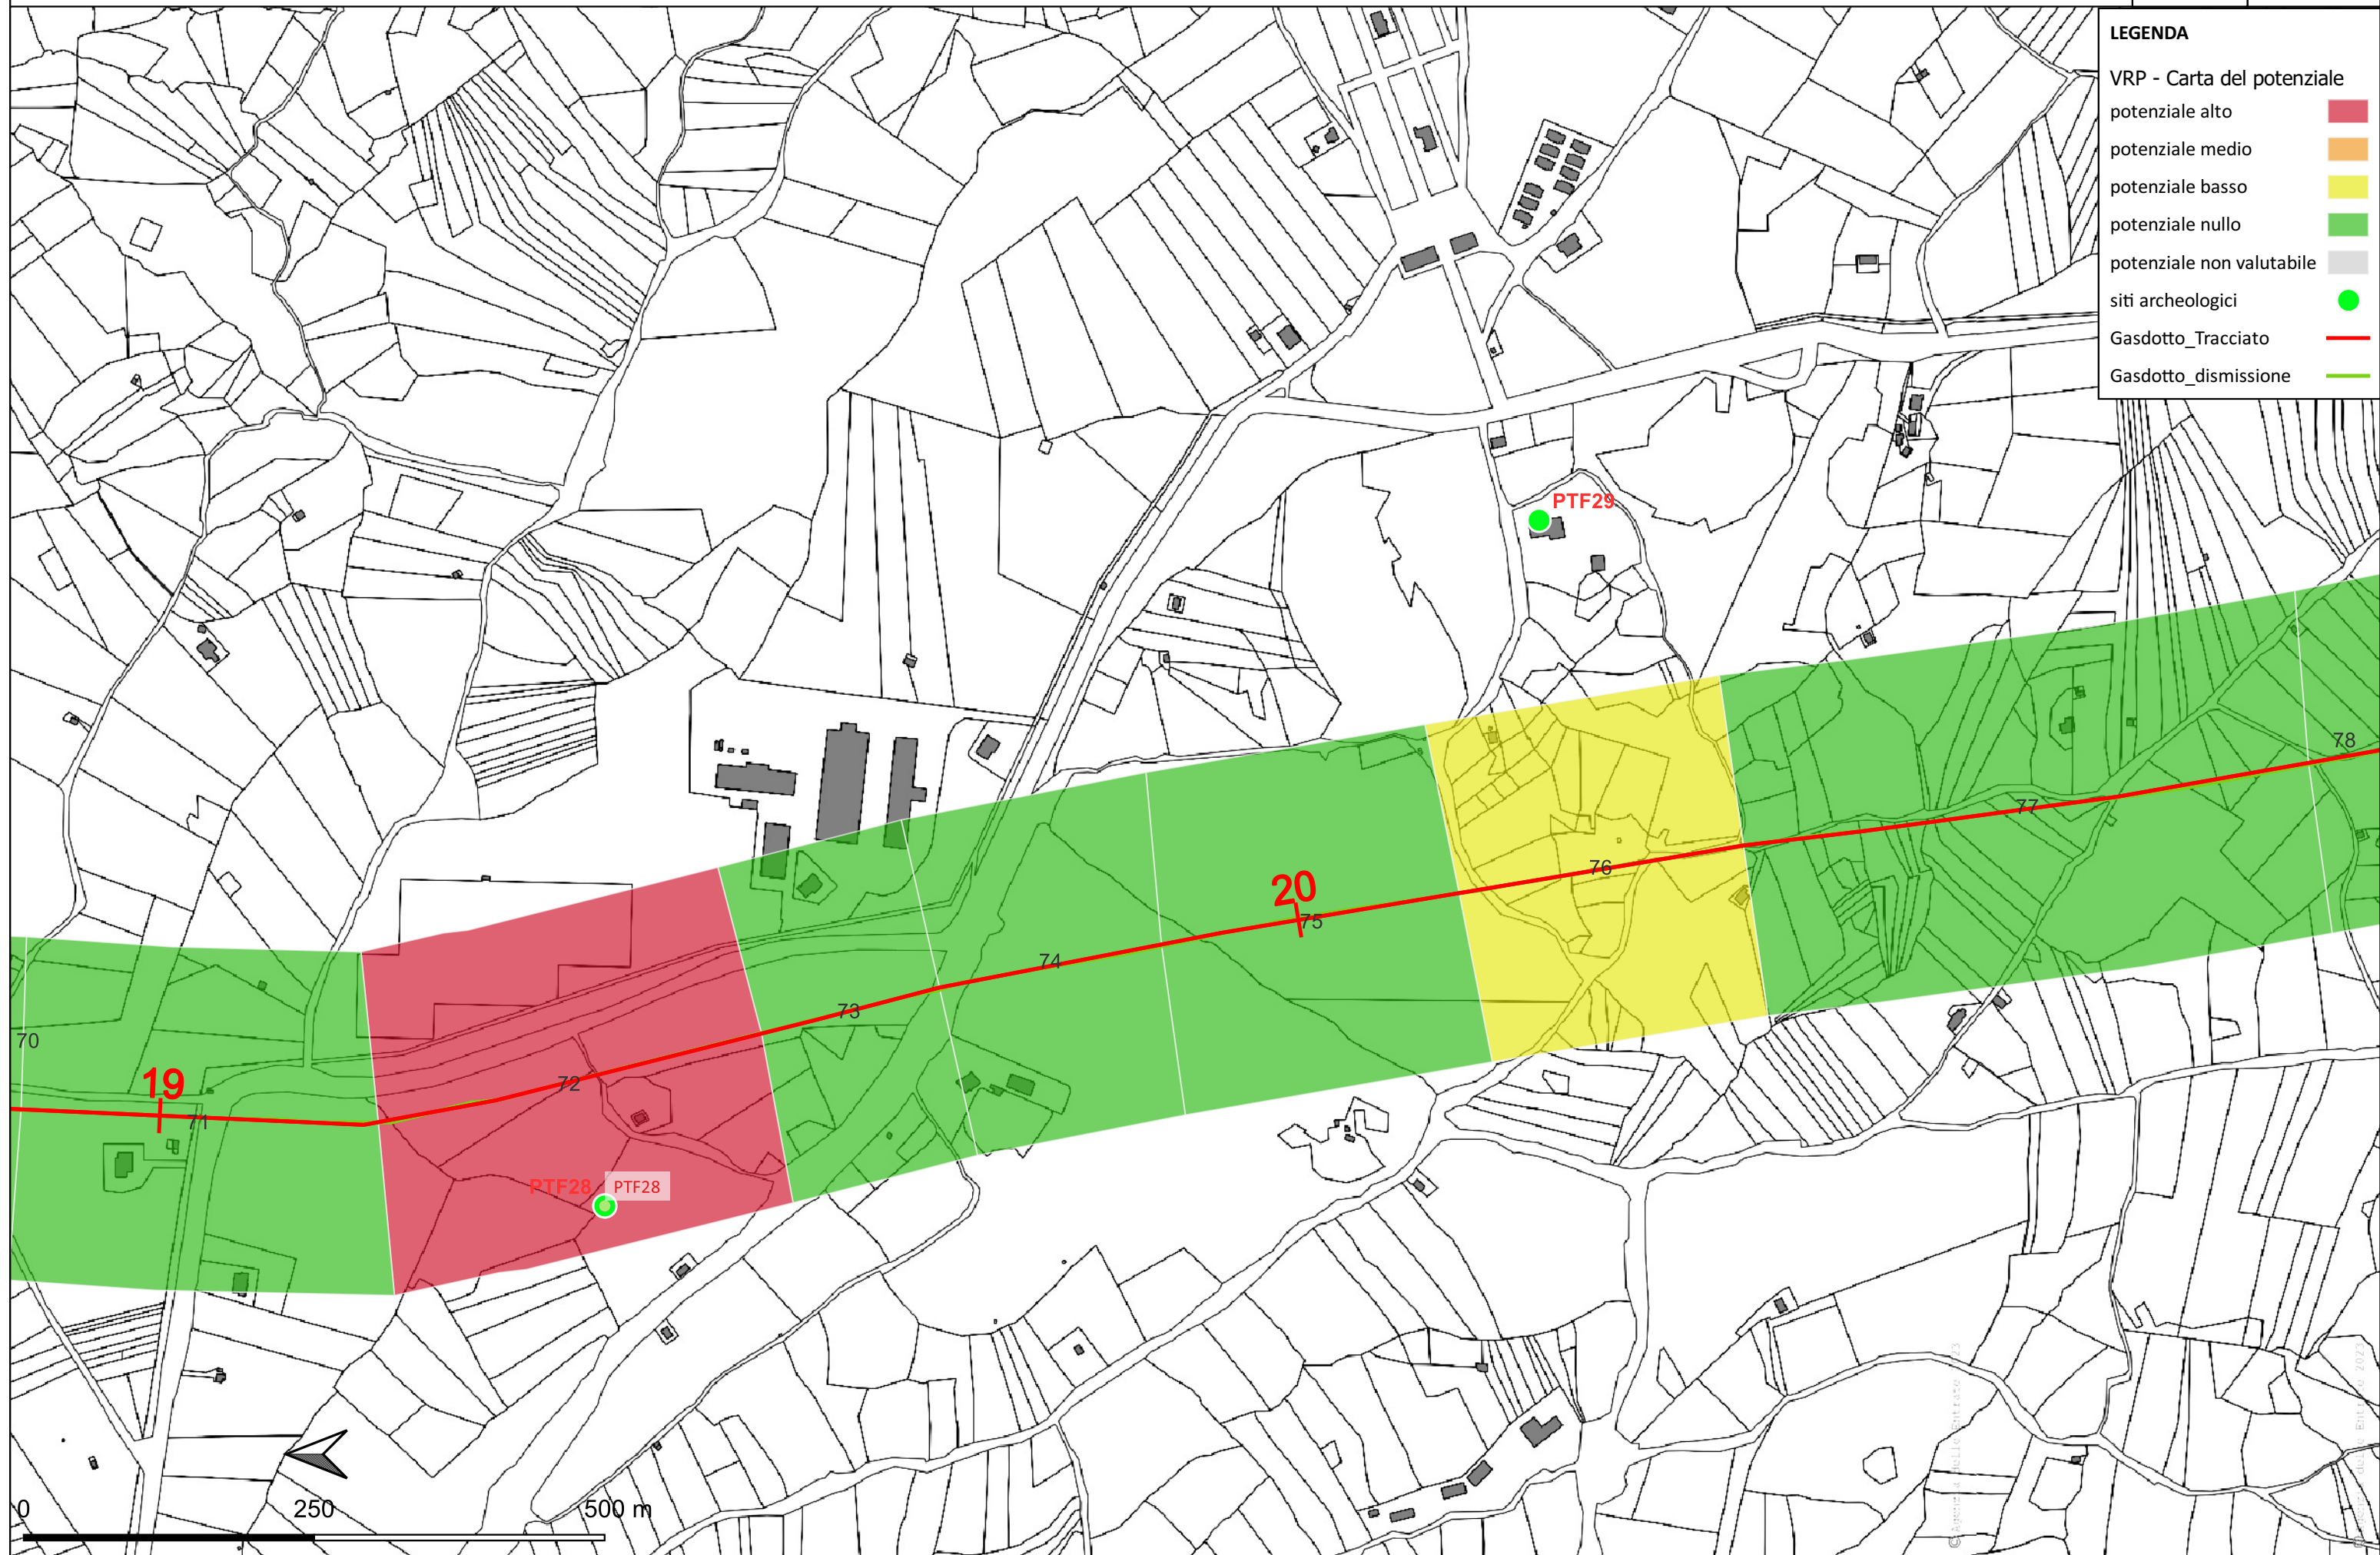 LEGENDA
VRP - Carta del potenziale
potenziale alto
potenziale medio
potenziale basso
potenziale nullo
potenziale non valutabile
siti archeologici
Gasdotto_Tracciato
Gasdotto_dismissione
PTF29
78
77
76
20
75
74
73
70
19
72
71
PTF28
PTF28
0 250 500 m